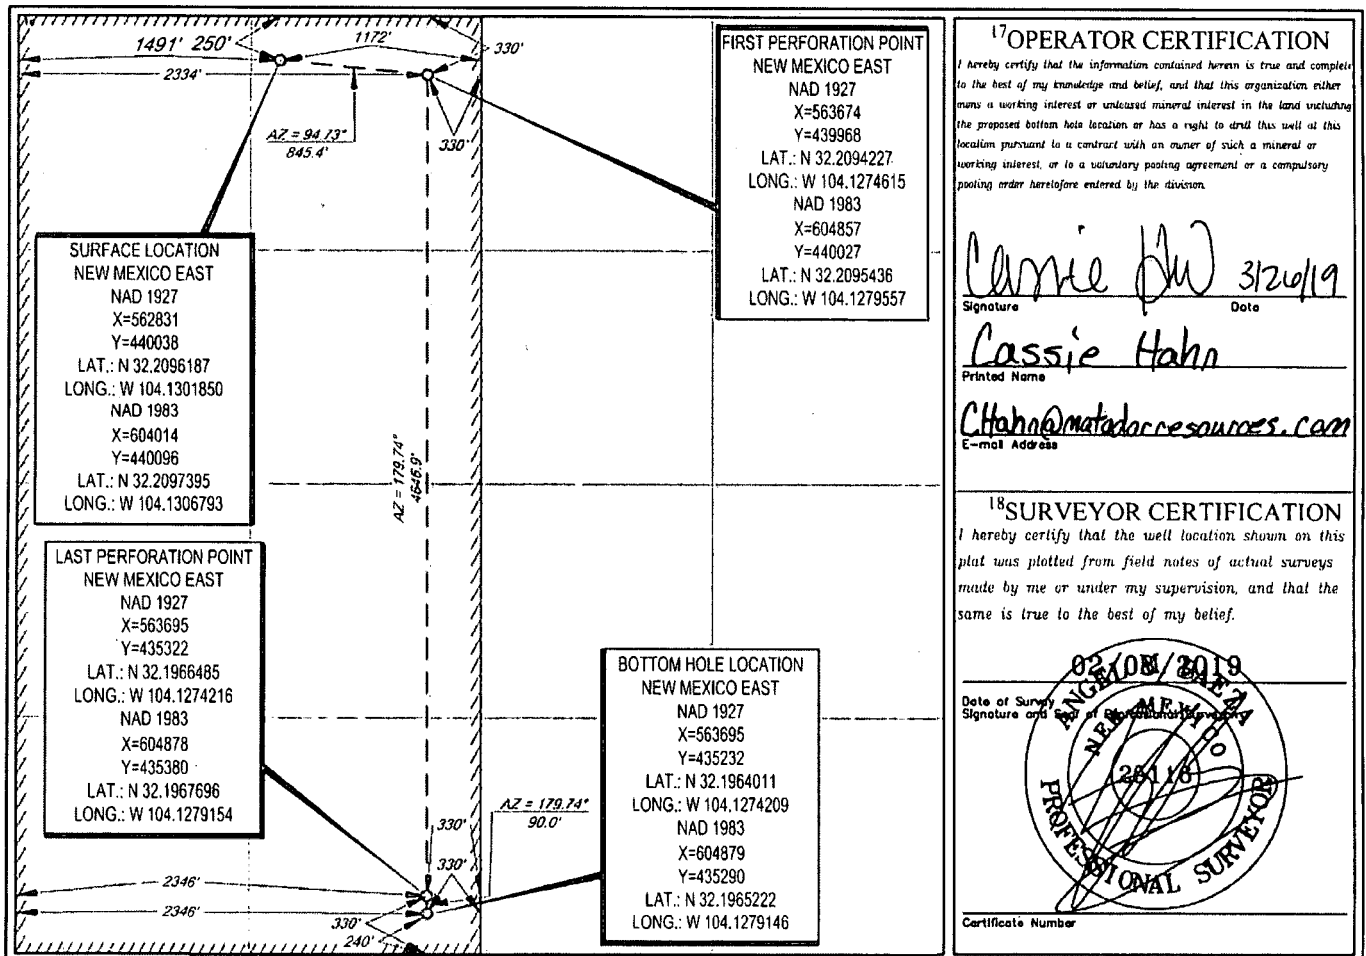 1491' 250'
1172'
330'
2334'
AZ = 94.73°
845.4'
330'
FIRST PERFORATION POINT
NEW MEXICO EAST
NAD 1927
X=563674
Y=439968
LAT.: N 32.2094227
LONG.: W 104.1274615
NAD 1983
X=604857
Y=440027
LAT.: N 32.2095436
LONG.: W 104.1279557
SURFACE LOCATION
NEW MEXICO EAST
NAD 1927
X=562831
Y=440038
LAT.: N 32.2096187
LONG.: W 104.1301850
NAD 1983
X=604014
Y=440096
LAT.: N 32.2097395
LONG.: W 104.1306793
AZ = 179.74°
4646.9'
LAST PERFORATION POINT
NEW MEXICO EAST
NAD 1927
X=563695
Y=435322
LAT.: N 32.1966485
LONG.: W 104.1274216
NAD 1983
X=604878
Y=435380
LAT.: N 32.1967696
LONG.: W 104.1279154
BOTTOM HOLE LOCATION
NEW MEXICO EAST
NAD 1927
X=563695
Y=435232
LAT.: N 32.1964011
LONG.: W 104.1274209
NAD 1983
X=604879
Y=435290
LAT.: N 32.1965222
LONG.: W 104.1279146
AZ = 179.74°
90.0'
330'
330'
2346'
2346'
330'
240'
17 OPERATOR CERTIFICATION
I hereby certify that the information contained herein is true and complete
to the best of my knowledge and belief, and that this organization either
owns a working interest or unleased mineral interest in the land including
the proposed bottom hole location or has a right to drill this well at this
location pursuant to a contract with an owner of such a mineral or
working interest, or to a voluntary pooling agreement or a compulsory
pooling order heretofore entered by the division.
3/26/19
Signature Date
Cassie Hahn
Printed Name
CHahn@matadorresources.com
E-mail Address
18 SURVEYOR CERTIFICATION
I hereby certify that the well location shown on this
plat was plotted from field notes of actual surveys
made by me or under my supervision, and that the
same is true to the best of my belief.
02/08/2019
Date of Survey
Signature and Seal of Professional Surveyor
ANGEL M. BAEZA
NEW MEXICO
25116
PROFESSIONAL SURVEYOR
Certificate Number